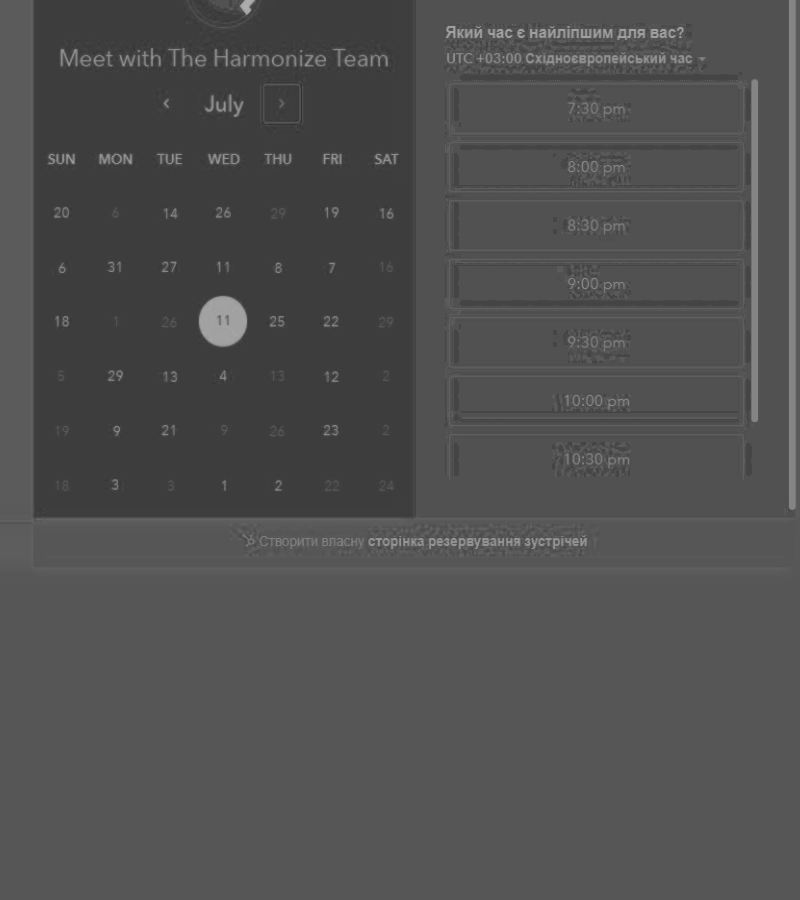 Meet with The Harmonize Team
‹ July ›
SUN MON TUE WED THU FRI SAT
20 6 14 26 29 19 16
6 31 27 11 8 7 16
18 1 26 11 25 22 29
5 29 13 4 13 12 2
19 9 21 9 26 23 2
18 3 3 1 2 22 24
Який час є найліпшим для вас?
UTC +03:00 Східноєвропейський час
7:30 pm
8:00 pm
8:30 pm
9:00 pm
9:30 pm
10:00 pm
10:30 pm
Створити власну сторінка резервування зустрічей